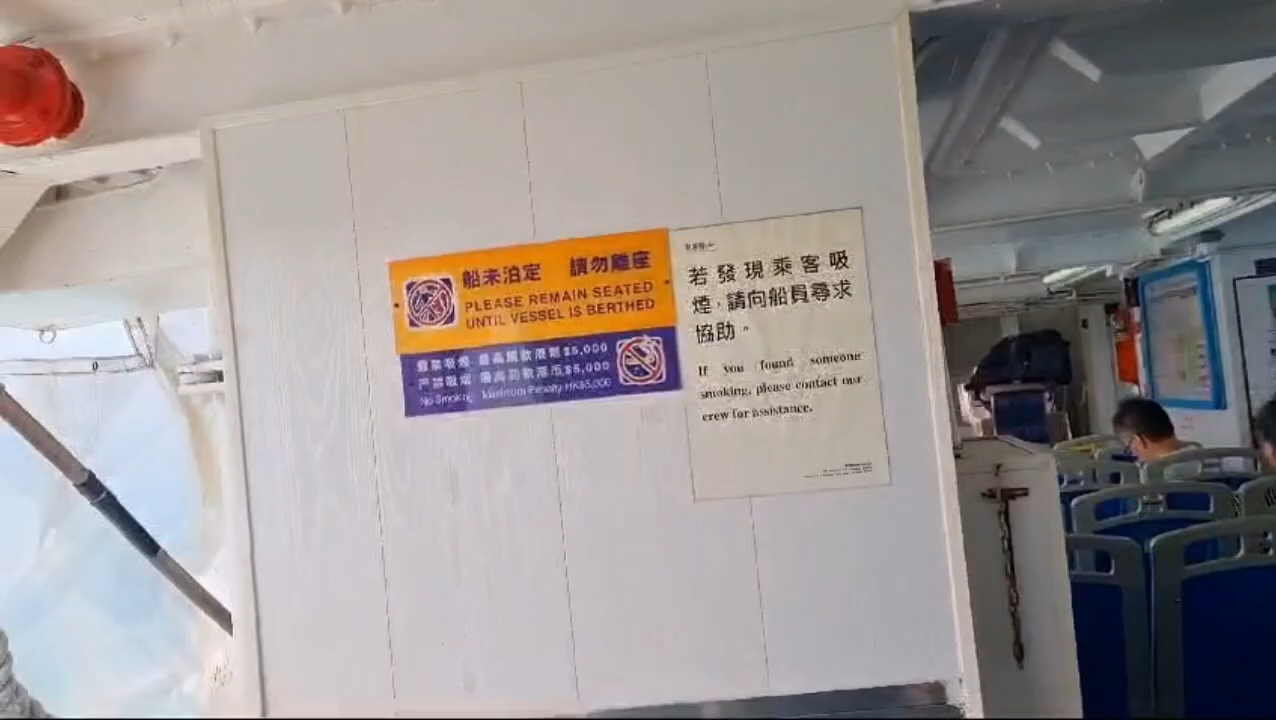 船未泊定 請勿離座
PLEASE REMAIN SEATED
UNTIL VESSEL IS BERTHED
嚴禁吸煙 最高罰款港幣$5,000
严禁吸烟 最高罚款港币$5,000
No Smoking Maximum Penalty HK$5,000
若發現乘客吸
煙，請向船員尋求
協助。
If you found someone
smoking, please contact our
crew for assistance.